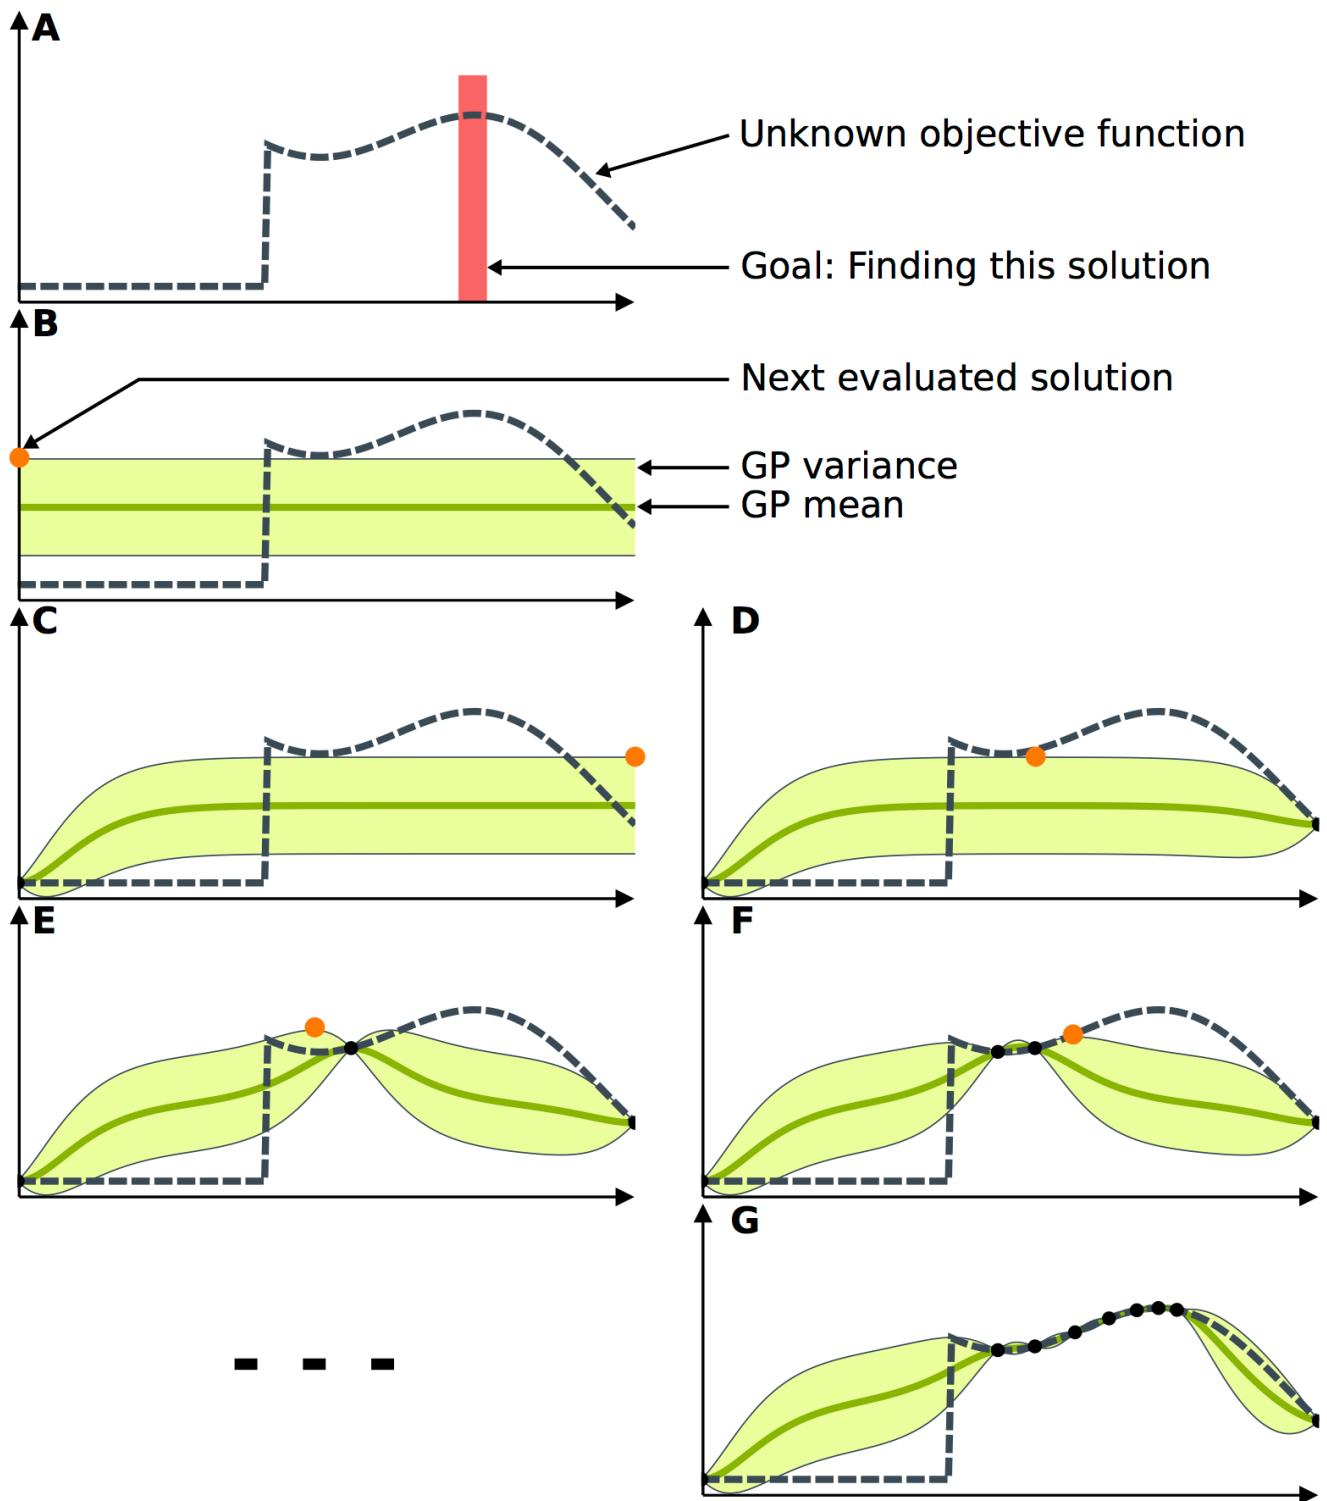 A
Unknown objective function
Goal: Finding this solution
B
Next evaluated solution
GP variance
GP mean
C
D
E
F
G